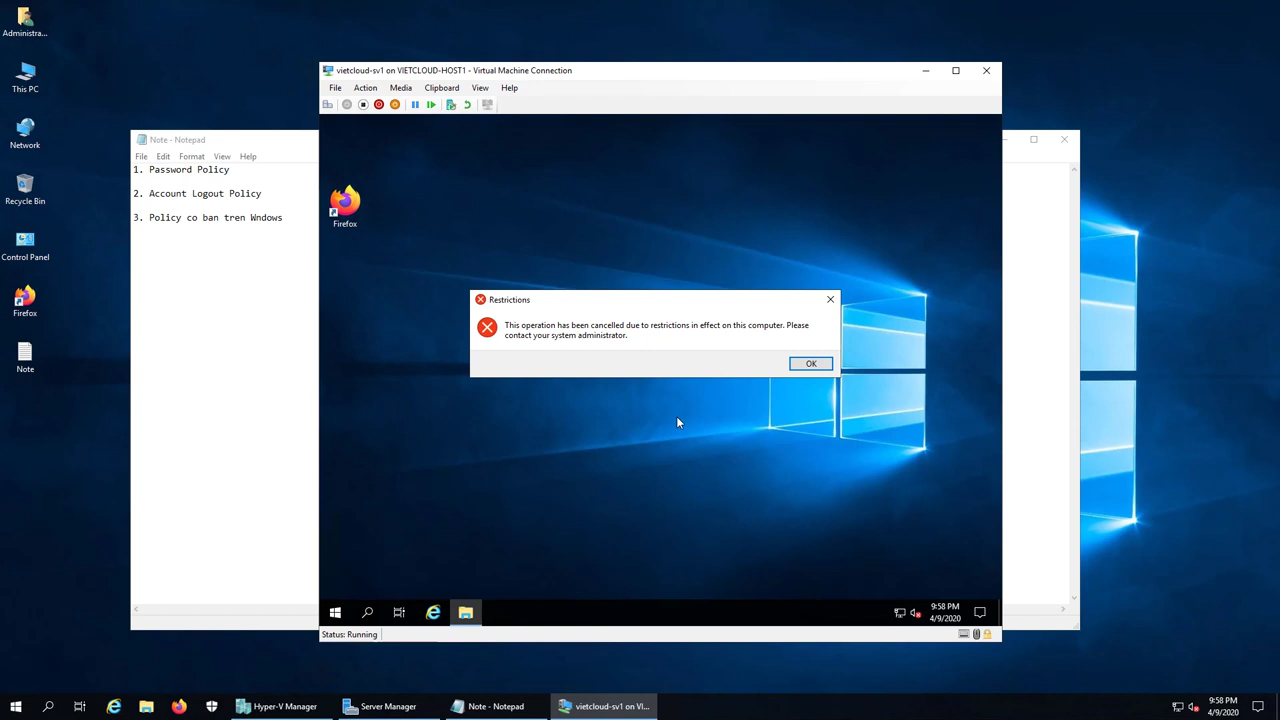 Administra...
This PC
Network
Recycle Bin
Control Panel
Firefox
Note
Note - Notepad
File Edit Format View Help
1. Password Policy
2. Account Logout Policy
3. Policy co ban tren Wndows
vietcloud-sv1 on VIETCLOUD-HOST1 - Virtual Machine Connection
File Action Media Clipboard View Help
Firefox
Restrictions
This operation has been cancelled due to restrictions in effect on this computer. Please
contact your system administrator.
OK
9:58 PM
4/9/2020
Status: Running
Hyper-V Manager
Server Manager
Note - Notepad
vietcloud-sv1 on VI...
9:58 PM
4/9/2020